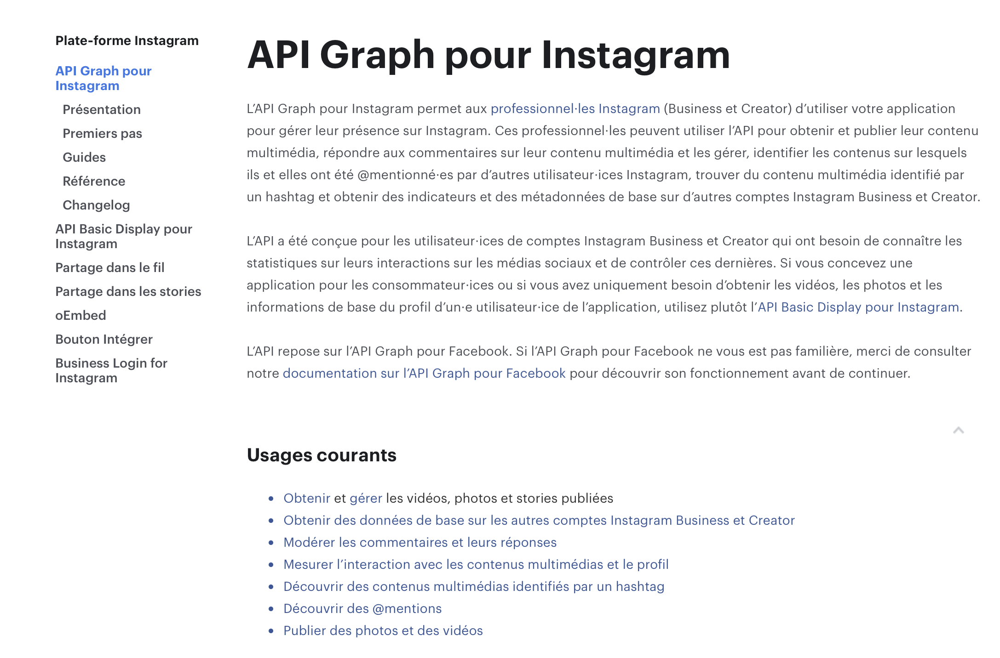 Plate-forme Instagram
API Graph pour
Instagram
Présentation
Premiers pas
Guides
Référence
Changelog
API Basic Display pour
Instagram
Partage dans le fil
Partage dans les stories
oEmbed
Bouton Intégrer
Business Login for
Instagram
API Graph pour Instagram
L’API Graph pour Instagram permet aux professionnel·les Instagram (Business et Creator) d’utiliser votre application
pour gérer leur présence sur Instagram. Ces professionnel·les peuvent utiliser l’API pour obtenir et publier leur contenu
multimédia, répondre aux commentaires sur leur contenu multimédia et les gérer, identifier les contenus sur lesquels
ils et elles ont été @mentionné·es par d’autres utilisateur·ices Instagram, trouver du contenu multimédia identifié par
un hashtag et obtenir des indicateurs et des métadonnées de base sur d’autres comptes Instagram Business et Creator.
L’API a été conçue pour les utilisateur·ices de comptes Instagram Business et Creator qui ont besoin de connaître les
statistiques sur leurs interactions sur les médias sociaux et de contrôler ces dernières. Si vous concevez une
application pour les consommateur·ices ou si vous avez uniquement besoin d’obtenir les vidéos, les photos et les
informations de base du profil d’un·e utilisateur·ice de l’application, utilisez plutôt l’API Basic Display pour Instagram.
L’API repose sur l’API Graph pour Facebook. Si l’API Graph pour Facebook ne vous est pas familière, merci de consulter
notre documentation sur l’API Graph pour Facebook pour découvrir son fonctionnement avant de continuer.
Usages courants
• Obtenir et gérer les vidéos, photos et stories publiées
• Obtenir des données de base sur les autres comptes Instagram Business et Creator
• Modérer les commentaires et leurs réponses
• Mesurer l’interaction avec les contenus multimédias et le profil
• Découvrir des contenus multimédias identifiés par un hashtag
• Découvrir des @mentions
• Publier des photos et des vidéos